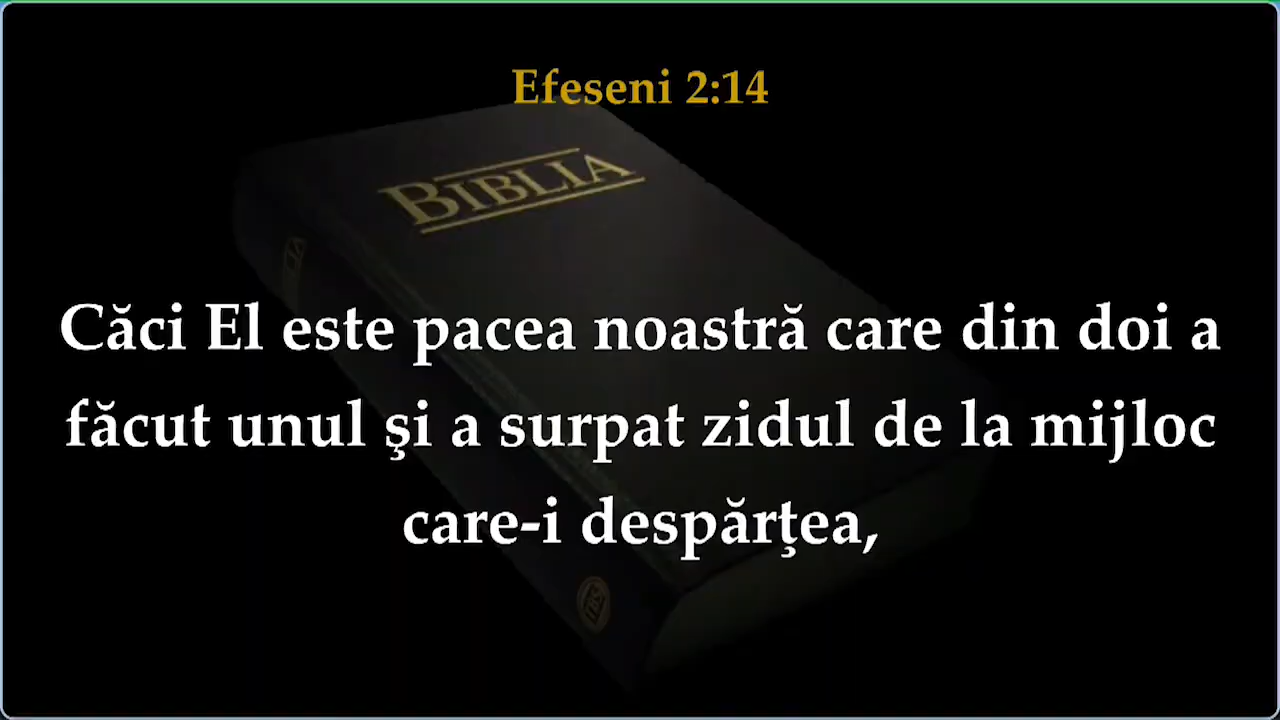 Efeseni 2:14
BIBLIA
BIBLIA
Căci El este pacea noastră care din doi a
făcut unul şi a surpat zidul de la mijloc
care-i despărţea,